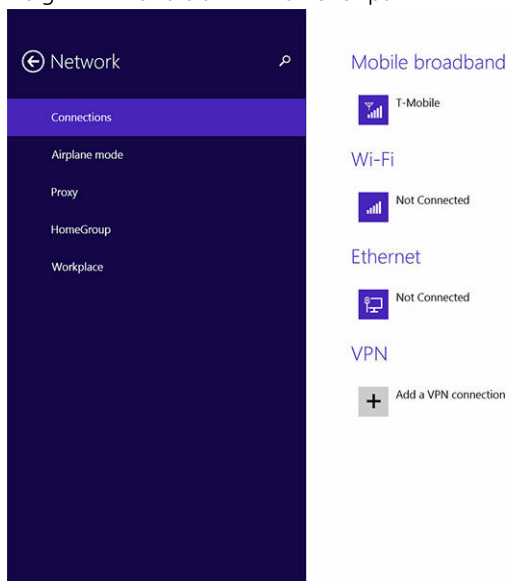 Network
Connections
Airplane mode
Proxy
HomeGroup
Workplace
Mobile broadband
T-Mobile
Wi-Fi
Not Connected
Ethernet
Not Connected
VPN
Add a VPN connection